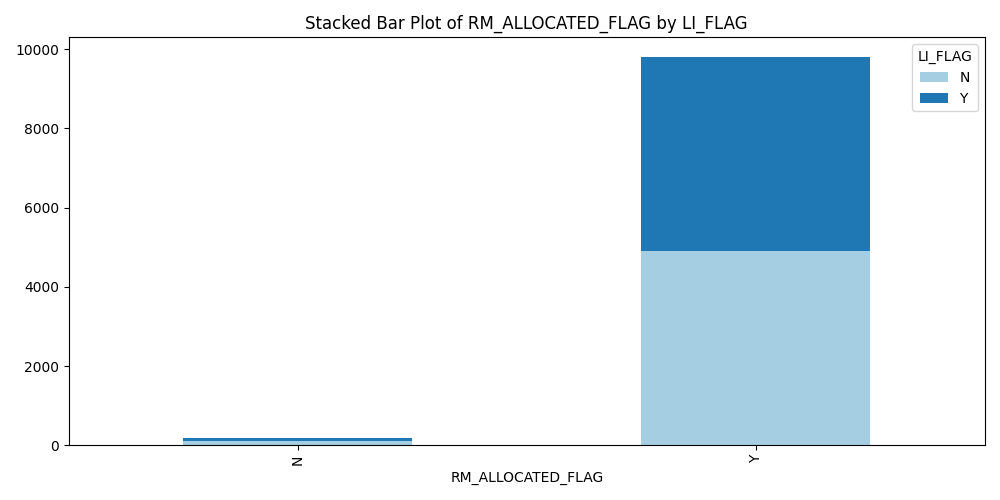 Stacked Bar Plot of RM_ALLOCATED_FLAG by LI_FLAG
10000
8000
6000
4000
2000
0
LI_FLAG
N
Y
N
Y
RM_ALLOCATED_FLAG